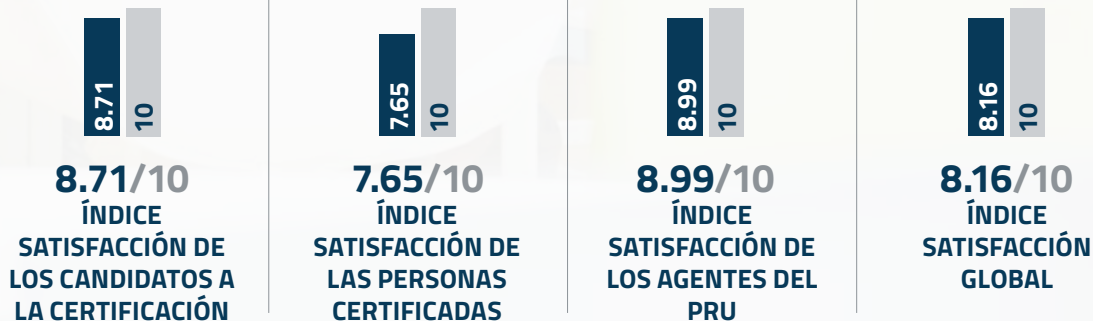 8.71
10
8.71/10
ÍNDICE
SATISFACCIÓN DE
LOS CANDIDATOS A
LA CERTIFICACIÓN
7.65
10
7.65/10
ÍNDICE
SATISFACCIÓN DE
LAS PERSONAS
CERTIFICADAS
8.99
10
8.99/10
ÍNDICE
SATISFACCIÓN DE
LOS AGENTES DEL
PRU
8.16
10
8.16/10
ÍNDICE
SATISFACCIÓN
GLOBAL